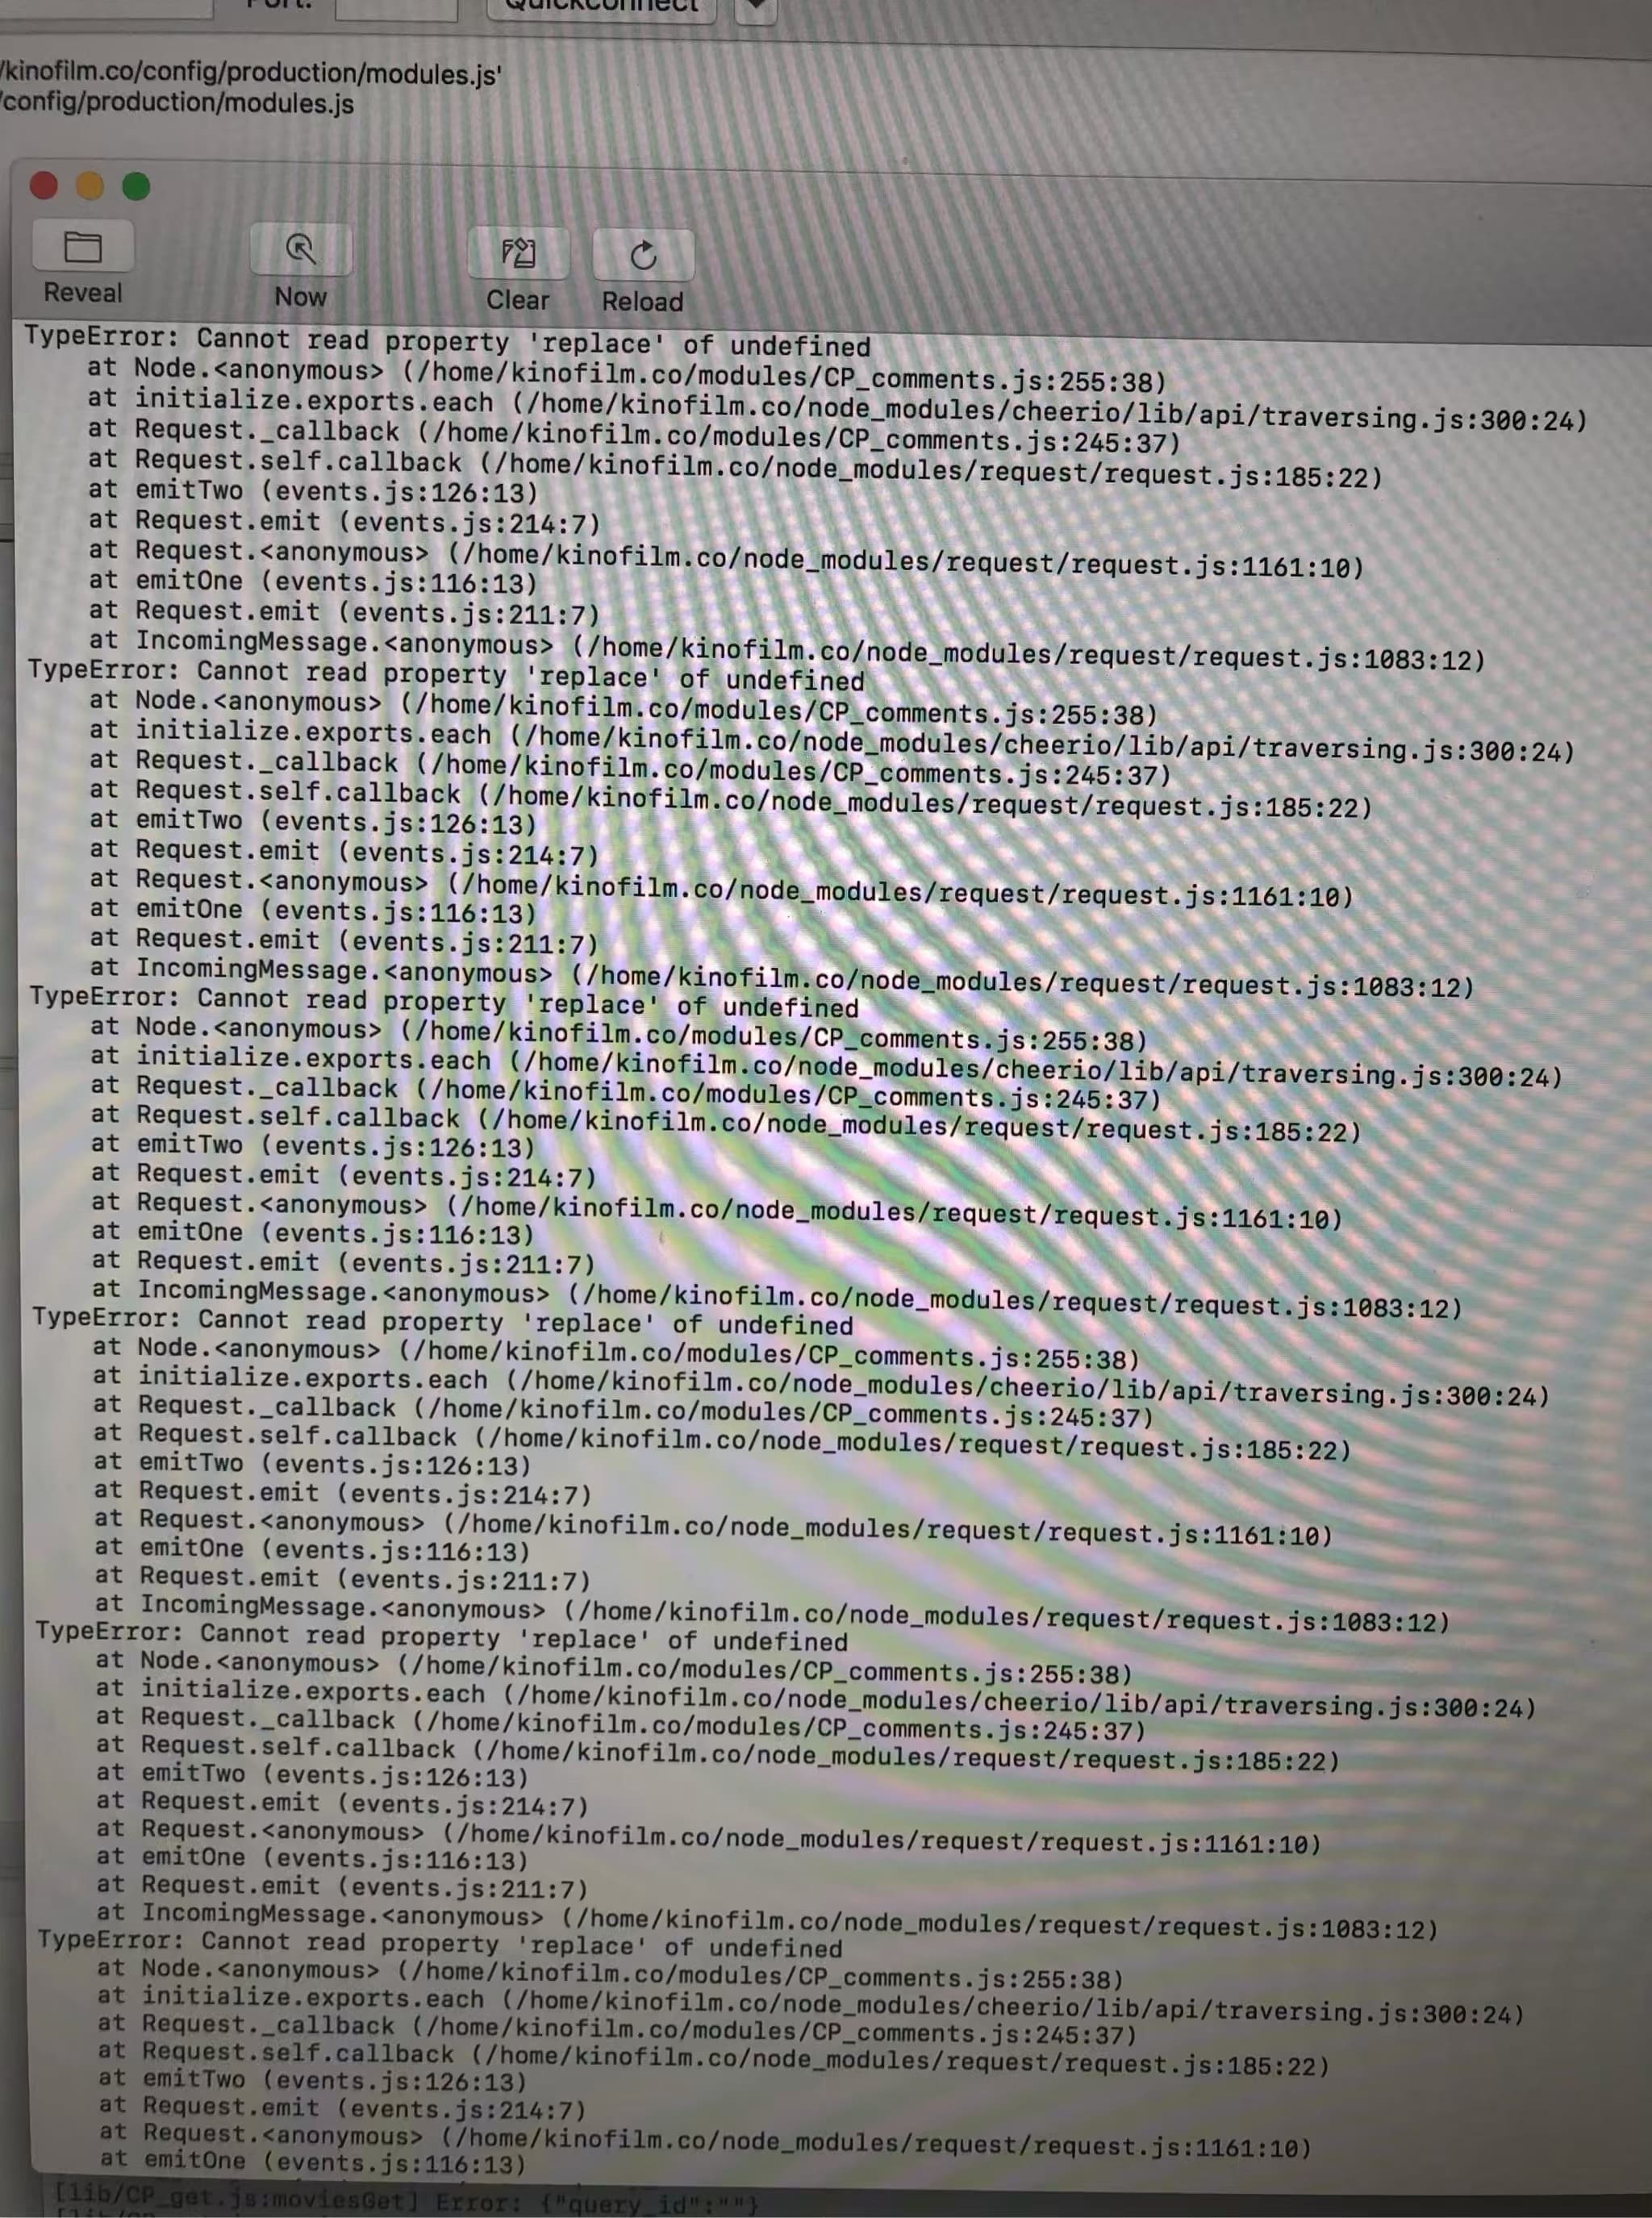 Port:
Quickconnect
/kinofilm.co/config/production/modules.js'
/config/production/modules.js
Reveal
Now
Clear
Reload
TypeError: Cannot read property 'replace' of undefined
at Node.<anonymous> (/home/kinofilm.co/modules/CP_comments.js:255:38)
at initialize.exports.each (/home/kinofilm.co/node_modules/cheerio/lib/api/traversing.js:300:24)
at Request._callback (/home/kinofilm.co/modules/CP_comments.js:245:37)
at Request.self.callback (/home/kinofilm.co/node_modules/request/request.js:185:22)
at emitTwo (events.js:126:13)
at Request.emit (events.js:214:7)
at Request.<anonymous> (/home/kinofilm.co/node_modules/request/request.js:1161:10)
at emitOne (events.js:116:13)
at Request.emit (events.js:211:7)
at IncomingMessage.<anonymous> (/home/kinofilm.co/node_modules/request/request.js:1083:12)
TypeError: Cannot read property 'replace' of undefined
at Node.<anonymous> (/home/kinofilm.co/modules/CP_comments.js:255:38)
at initialize.exports.each (/home/kinofilm.co/node_modules/cheerio/lib/api/traversing.js:300:24)
at Request._callback (/home/kinofilm.co/modules/CP_comments.js:245:37)
at Request.self.callback (/home/kinofilm.co/node_modules/request/request.js:185:22)
at emitTwo (events.js:126:13)
at Request.emit (events.js:214:7)
at Request.<anonymous> (/home/kinofilm.co/node_modules/request/request.js:1161:10)
at emitOne (events.js:116:13)
at Request.emit (events.js:211:7)
at IncomingMessage.<anonymous> (/home/kinofilm.co/node_modules/request/request.js:1083:12)
TypeError: Cannot read property 'replace' of undefined
at Node.<anonymous> (/home/kinofilm.co/modules/CP_comments.js:255:38)
at initialize.exports.each (/home/kinofilm.co/node_modules/cheerio/lib/api/traversing.js:300:24)
at Request._callback (/home/kinofilm.co/modules/CP_comments.js:245:37)
at Request.self.callback (/home/kinofilm.co/node_modules/request/request.js:185:22)
at emitTwo (events.js:126:13)
at Request.emit (events.js:214:7)
at Request.<anonymous> (/home/kinofilm.co/node_modules/request/request.js:1161:10)
at emitOne (events.js:116:13)
at Request.emit (events.js:211:7)
at IncomingMessage.<anonymous> (/home/kinofilm.co/node_modules/request/request.js:1083:12)
TypeError: Cannot read property 'replace' of undefined
at Node.<anonymous> (/home/kinofilm.co/modules/CP_comments.js:255:38)
at initialize.exports.each (/home/kinofilm.co/node_modules/cheerio/lib/api/traversing.js:300:24)
at Request._callback (/home/kinofilm.co/modules/CP_comments.js:245:37)
at Request.self.callback (/home/kinofilm.co/node_modules/request/request.js:185:22)
at emitTwo (events.js:126:13)
at Request.emit (events.js:214:7)
at Request.<anonymous> (/home/kinofilm.co/node_modules/request/request.js:1161:10)
at emitOne (events.js:116:13)
at Request.emit (events.js:211:7)
at IncomingMessage.<anonymous> (/home/kinofilm.co/node_modules/request/request.js:1083:12)
TypeError: Cannot read property 'replace' of undefined
at Node.<anonymous> (/home/kinofilm.co/modules/CP_comments.js:255:38)
at initialize.exports.each (/home/kinofilm.co/node_modules/cheerio/lib/api/traversing.js:300:24)
at Request._callback (/home/kinofilm.co/modules/CP_comments.js:245:37)
at Request.self.callback (/home/kinofilm.co/node_modules/request/request.js:185:22)
at emitTwo (events.js:126:13)
at Request.emit (events.js:214:7)
at Request.<anonymous> (/home/kinofilm.co/node_modules/request/request.js:1161:10)
at emitOne (events.js:116:13)
at Request.emit (events.js:211:7)
at IncomingMessage.<anonymous> (/home/kinofilm.co/node_modules/request/request.js:1083:12)
TypeError: Cannot read property 'replace' of undefined
at Node.<anonymous> (/home/kinofilm.co/modules/CP_comments.js:255:38)
at initialize.exports.each (/home/kinofilm.co/node_modules/cheerio/lib/api/traversing.js:300:24)
at Request._callback (/home/kinofilm.co/modules/CP_comments.js:245:37)
at Request.self.callback (/home/kinofilm.co/node_modules/request/request.js:185:22)
at emitTwo (events.js:126:13)
at Request.emit (events.js:214:7)
at Request.<anonymous> (/home/kinofilm.co/node_modules/request/request.js:1161:10)
at emitOne (events.js:116:13)
[lib/CP_get.js:moviesGet] Error: {"query_id":""}